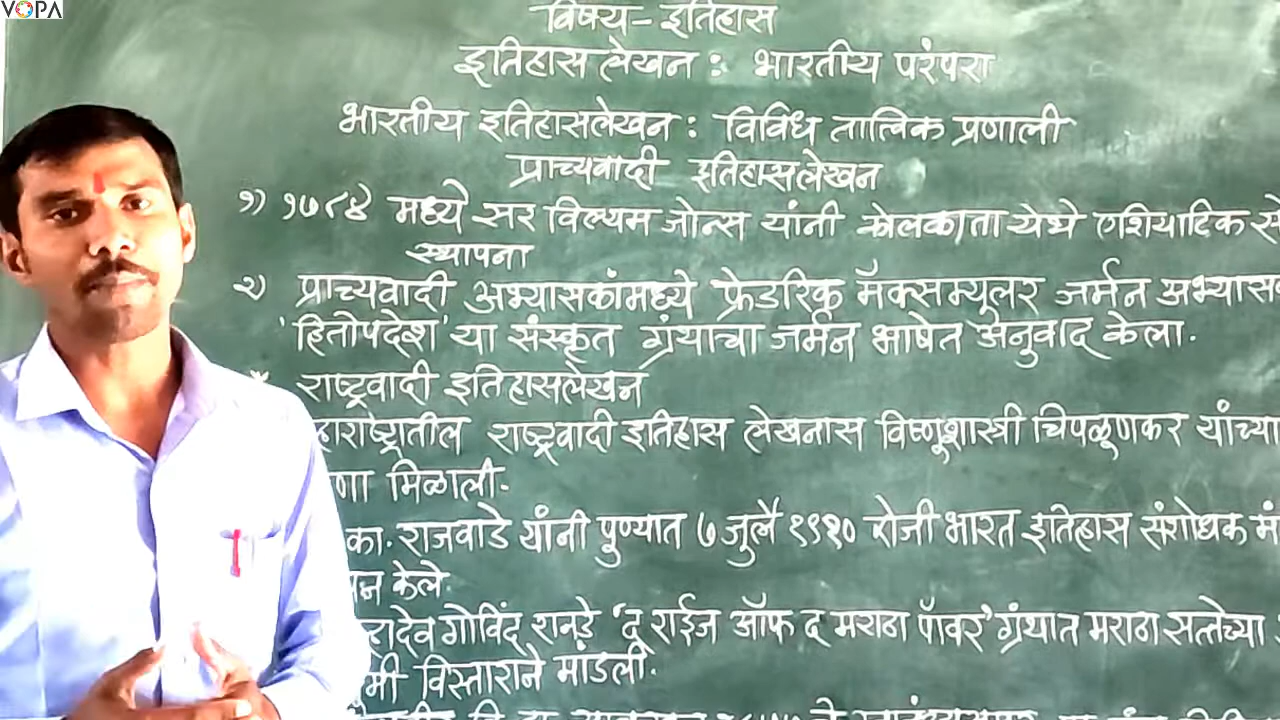 VOPA
विषय - इतिहास
इतिहास लेखन : भारतीय परंपरा
भारतीय इतिहासलेखन : विविध तात्विक प्रणाली
प्राच्यवादी इतिहासलेखन
१) १७८४ मध्ये सर विल्यम जोन्स यांनी कोलकाता येथे एशियाटिक
स्थापना
२) प्राच्यवादी अभ्यासकांमध्ये फ्रेडरिक मॅक्सम्युलर जर्मन
'हितोपदेश' या संस्कृत ग्रंथाचा जर्मन भाषेत अनुवाद केला.
* राष्ट्रवादी इतिहासलेखन
हाराष्ट्रातील राष्ट्रवादी इतिहास लेखनास विष्णूशास्त्री चिपळूणकर यांच्या
णा मिळाली.
का. राजवाडे यांनी पुण्यात ७ जुलै १९१० रोजी भारत इतिहास संशोधक मं
न केले.
हादेव गोविंद रानडे 'द राईज ऑफ द मराठा पॉवर' ग्रंथात मराठा सत्तेच्या
मी विस्ताराने मांडली.